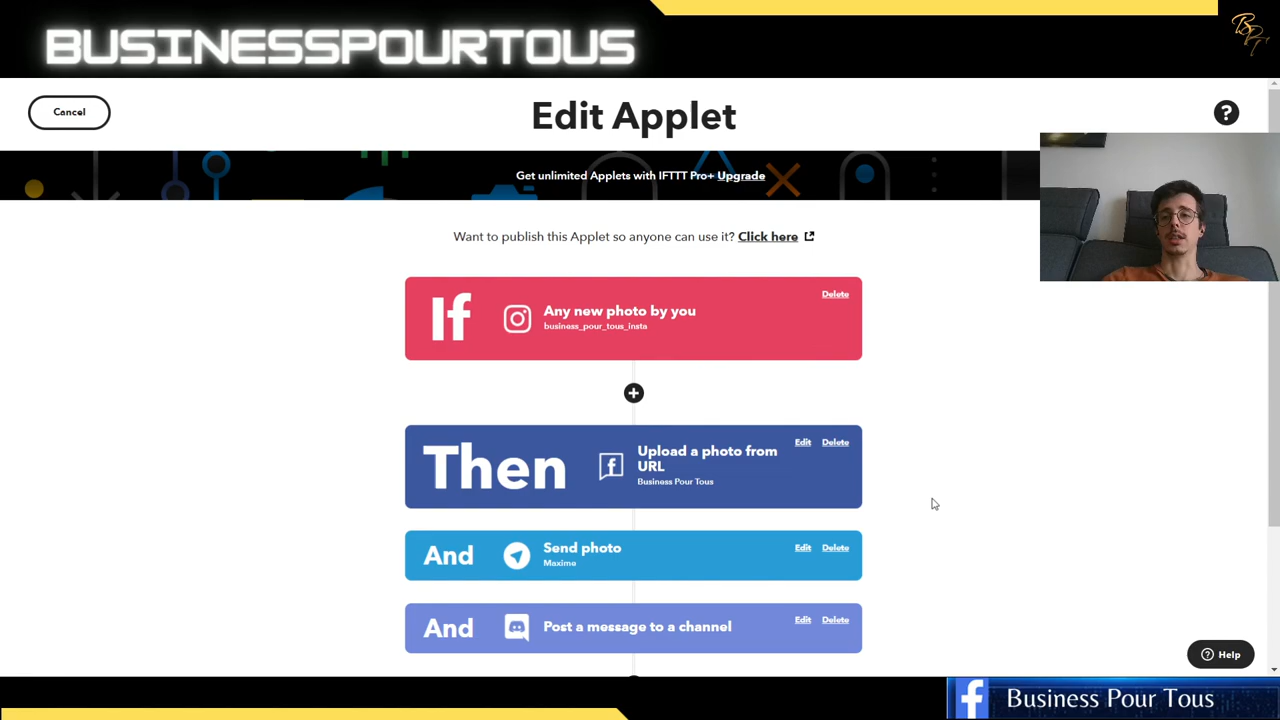 BUSINESSPOURTOUS
BPT
Cancel
Edit Applet
?
Get unlimited Applets with IFTTT Pro+ Upgrade
Want to publish this Applet so anyone can use it? Click here
If
Any new photo by you
business_pour_tous_insta
Delete
Then
Upload a photo from
URL
Business Pour Tous
Edit Delete
And
Send photo
Maxime
Edit Delete
And
Post a message to a channel
Edit Delete
? Help
f Business Pour Tous